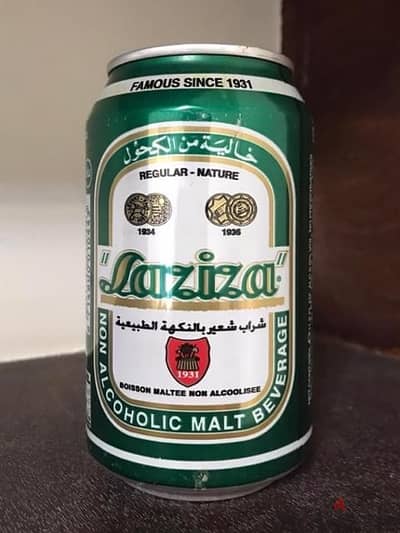 FAMOUS SINCE 1931
خالية من الكحول
REGULAR - NATURE
1934 1936
"Laziza."
شراب شعير بالنكهة الطبيعية
1931
BOISSON MALTEE NON ALCOOLISEE
NON ALCOHOLIC MALT BEVERAGE